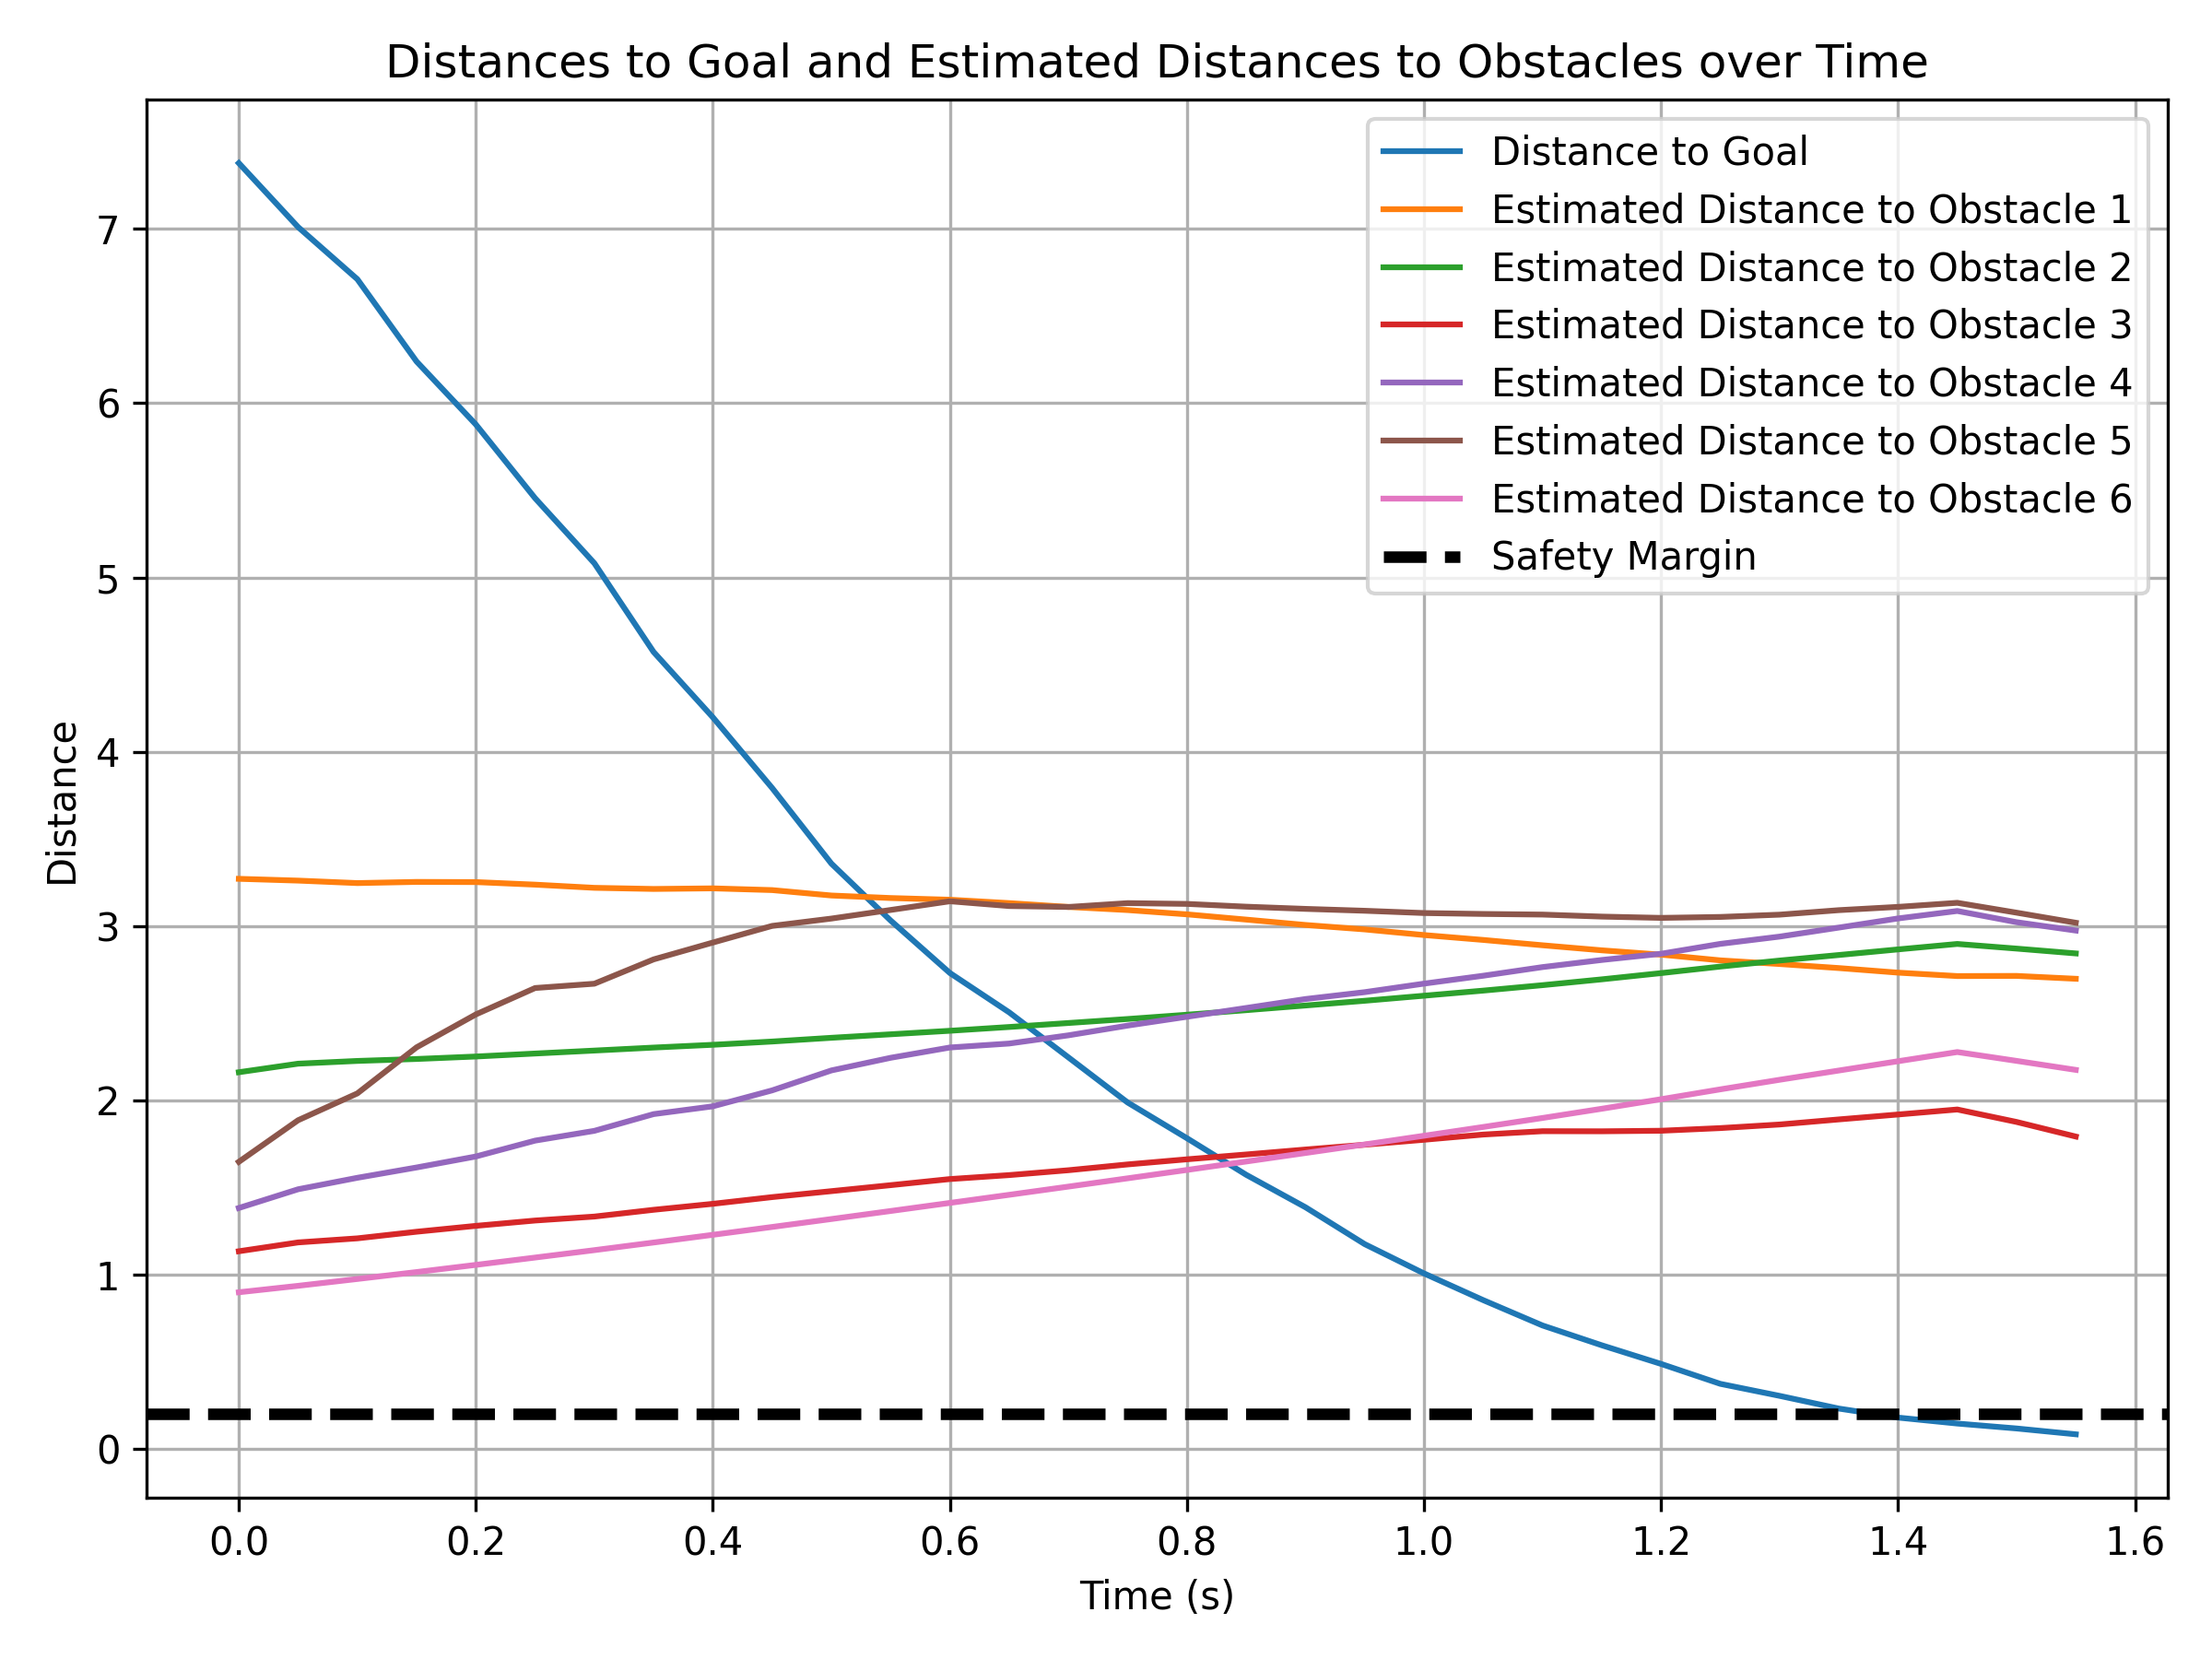 Distances to Goal and Estimated Distances to Obstacles over Time
Distance to Goal
Estimated Distance to Obstacle 1
Estimated Distance to Obstacle 2
Estimated Distance to Obstacle 3
Estimated Distance to Obstacle 4
Estimated Distance to Obstacle 5
Estimated Distance to Obstacle 6
Safety Margin
Distance
7
6
5
4
3
2
1
0
0.0 0.2 0.4 0.6 0.8 1.0 1.2 1.4 1.6
Time (s)